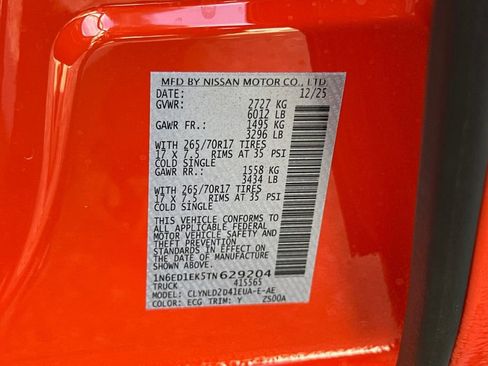 MFD BY NISSAN MOTOR CO., LTD.
DATE: 12/25
GVWR: 2727 KG
6012 LB
GAWR FR.: 1495 KG
3296 LB
WITH 265/70R17 TIRES
17 X 7.5 RIMS AT 35 PSI
COLD SINGLE
GAWR RR.: 1558 KG
3434 LB
WITH 265/70R17 TIRES
17 X 7.5 RIMS AT 35 PSI
COLD SINGLE
THIS VEHICLE CONFORMS TO
ALL APPLICABLE FEDERAL
MOTOR VEHICLE SAFETY AND
THEFT PREVENTION
STANDARDS IN EFFECT ON
THE DATE OF MANUFACTURE
SHOWN ABOVE.
1N6ED1EK5TN629204
TRUCK 41556S
MODEL: CLYNLD2D41EUA-E-AE
COLOR: ECG TRIM: Y ZS00A